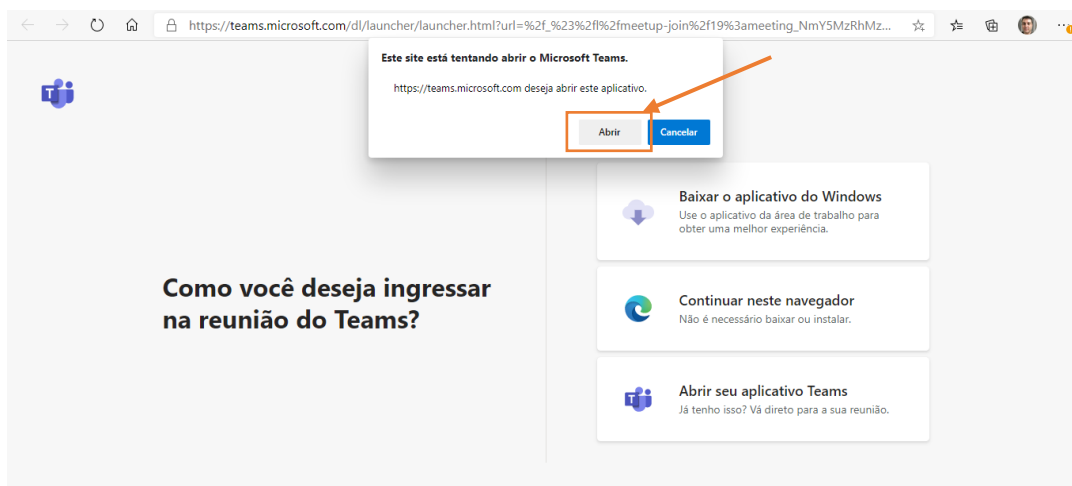 https://teams.microsoft.com/dl/launcher/launcher.html?url=%2f_%23%2fl%2fmeetup-join%2f19%3ameeting_NmY5MzRhMz...
Este site está tentando abrir o Microsoft Teams.
https://teams.microsoft.com deseja abrir este aplicativo.
Abrir
Cancelar
Baixar o aplicativo do Windows
Use o aplicativo da área de trabalho para
obter uma melhor experiência.
Como você deseja ingressar
na reunião do Teams?
Continuar neste navegador
Não é necessário baixar ou instalar.
Abrir seu aplicativo Teams
Já tenho isso? Vá direto para a sua reunião.